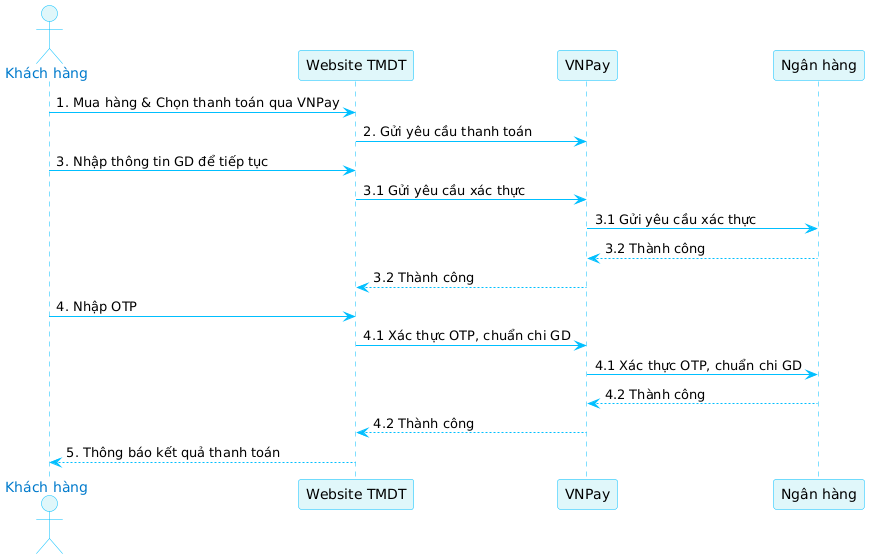 Khách hàng
Website TMDT
VNPay
Ngân hàng
1. Mua hàng & Chọn thanh toán qua VNPay
2. Gửi yêu cầu thanh toán
3. Nhập thông tin GD để tiếp tục
3.1 Gửi yêu cầu xác thực
3.1 Gửi yêu cầu xác thực
3.2 Thành công
3.2 Thành công
4. Nhập OTP
4.1 Xác thực OTP, chuẩn chi GD
4.1 Xác thực OTP, chuẩn chi GD
4.2 Thành công
4.2 Thành công
5. Thông báo kết quả thanh toán
Khách hàng
Website TMDT
VNPay
Ngân hàng